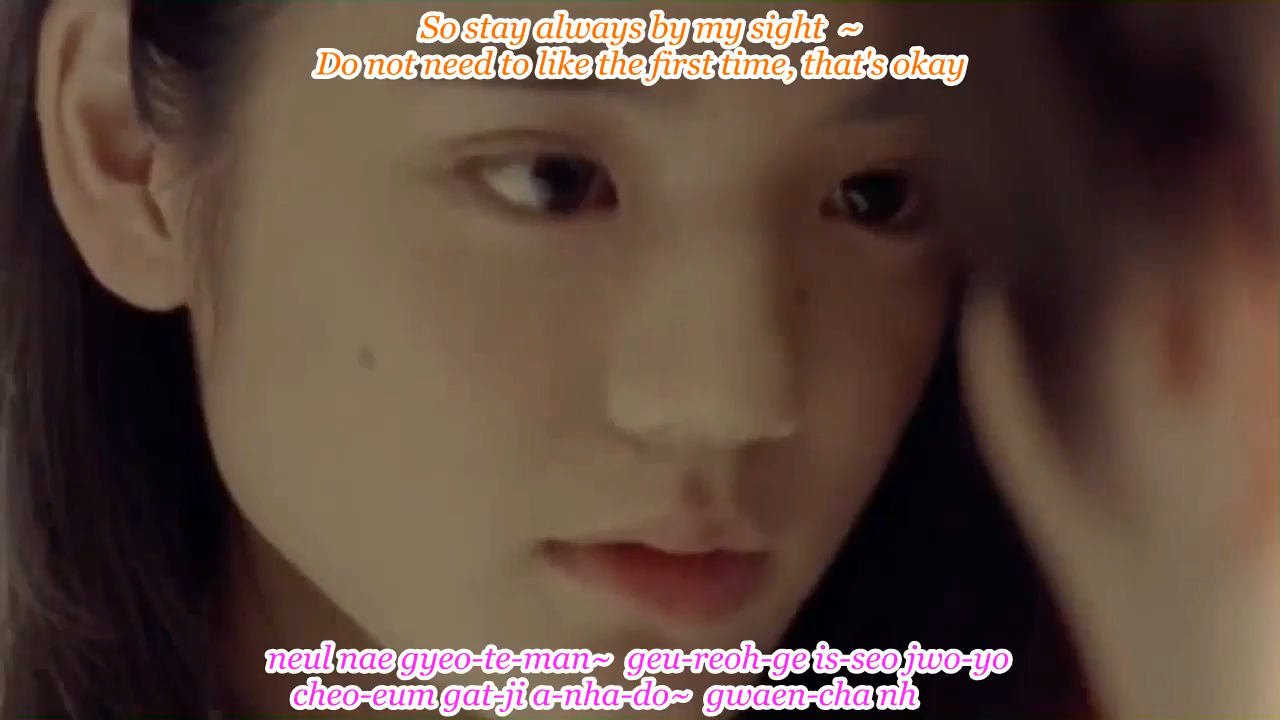 So stay always by my sight ~
Do not need to like the first time, that's okay
neul nae gyeo-te-man~ geu-reoh-ge is-seo jwo-yo
cheo-eum gat-ji a-nha-do~ gwaen-cha nh